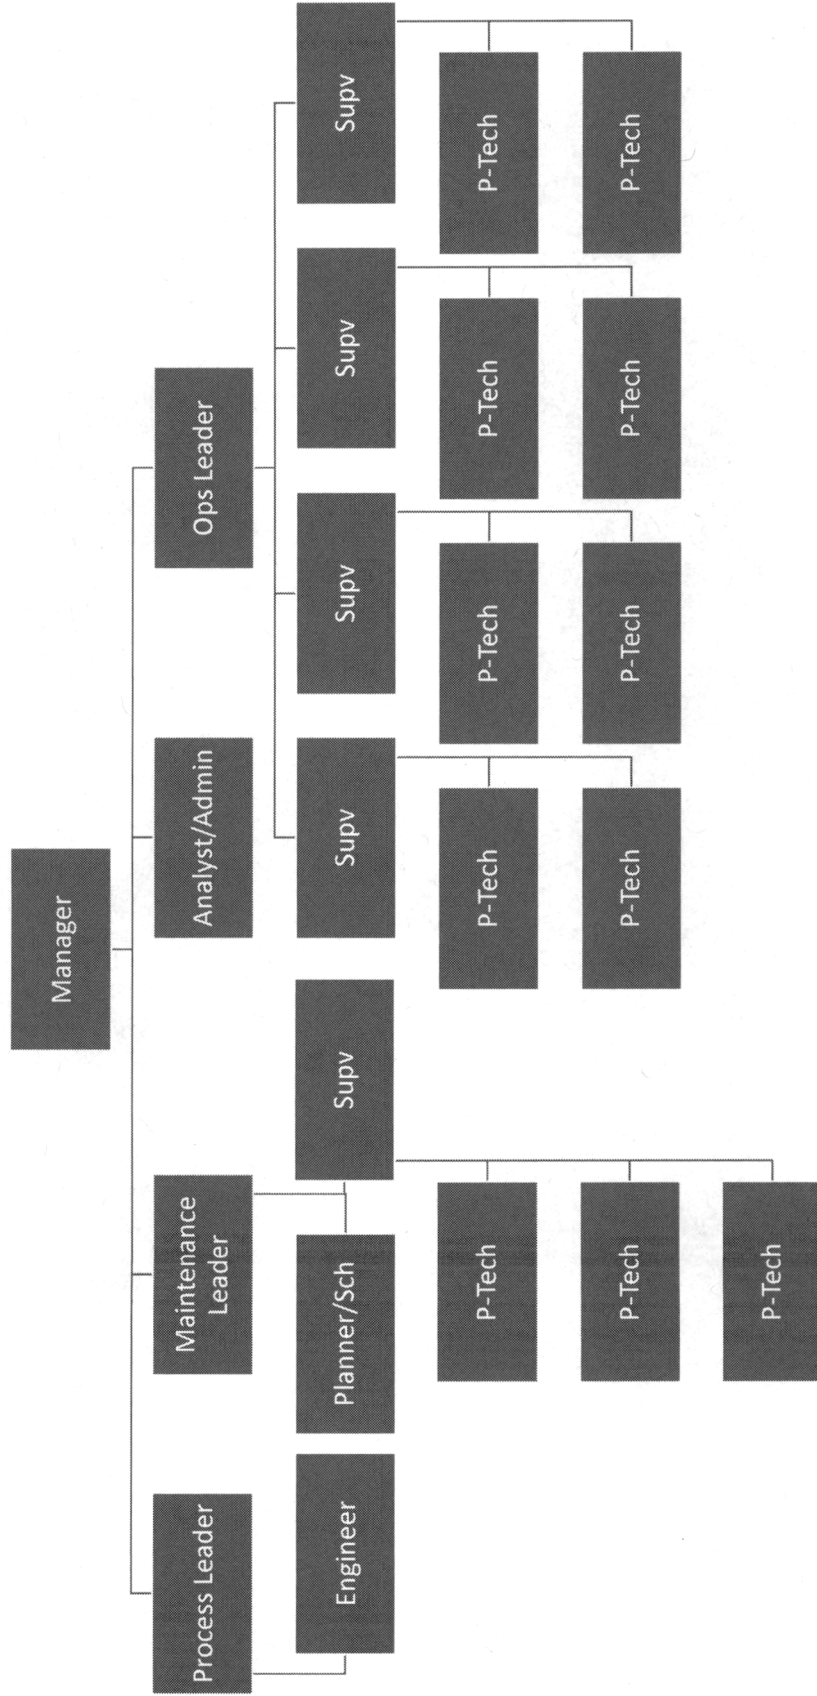 Manager
Process Leader
Maintenance
Leader
Analyst/Admin
Ops Leader
Engineer
Planner/Sch
Supv
Supv
Supv
Supv
Supv
P-Tech
P-Tech
P-Tech
P-Tech
P-Tech
P-Tech
P-Tech
P-Tech
P-Tech
P-Tech
P-Tech